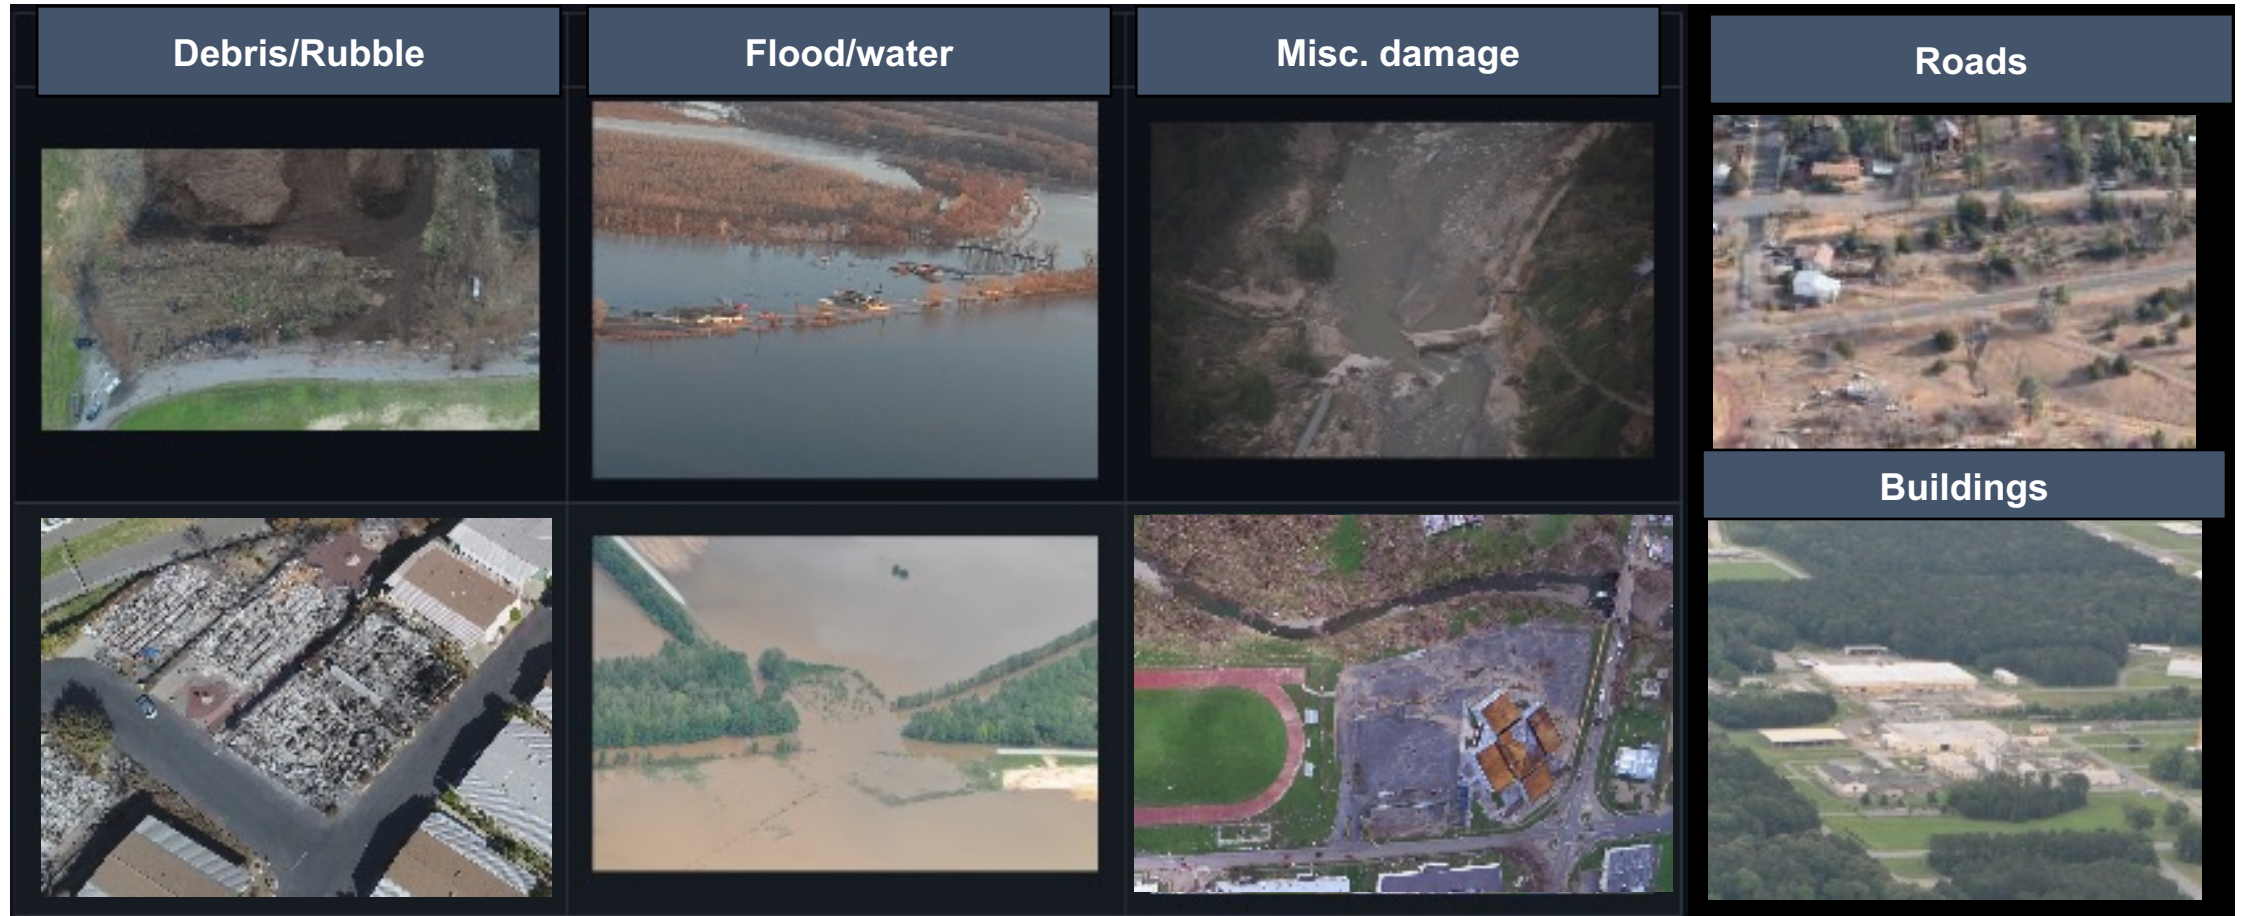 Debris/Rubble
Flood/water
Misc. damage
Roads
Buildings